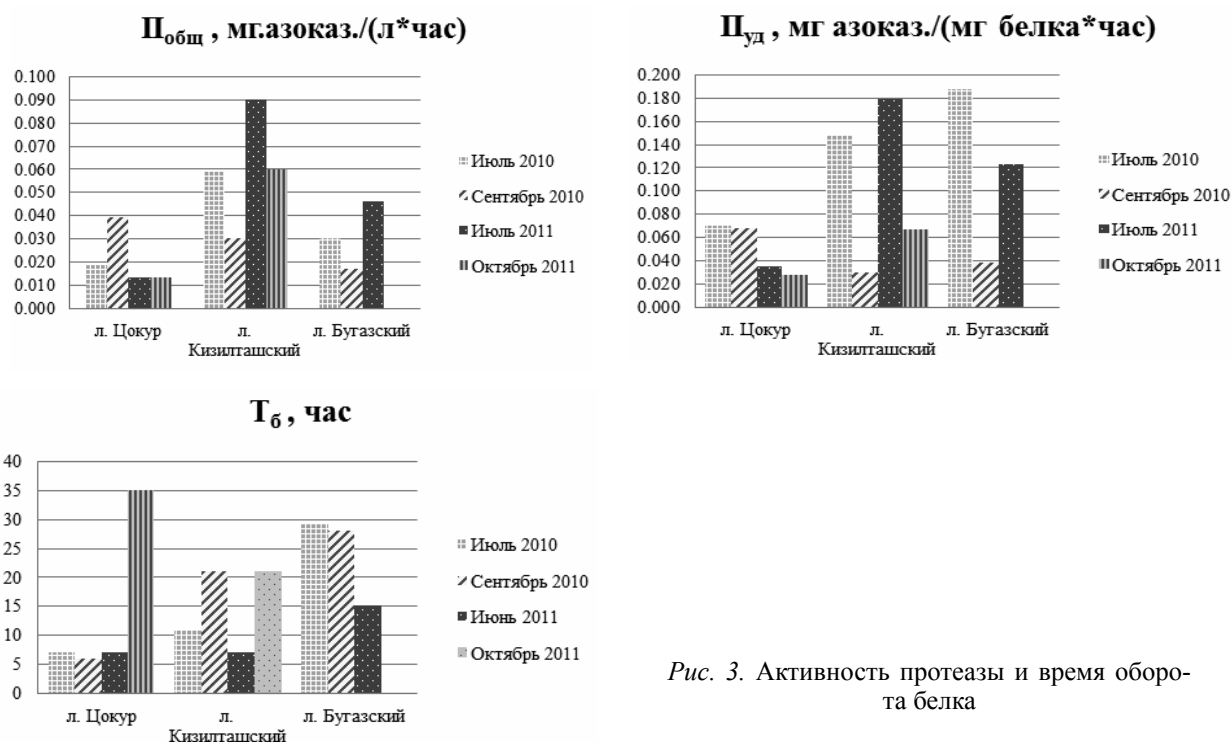 Побщ , мг.азоказ./(л*час)
0.100
0.090
0.080
0.070
0.060
0.050
0.040
0.030
0.020
0.010
0.000
л. Цокур
л.
Кизилташский
л. Бугазский
Июль 2010
Сентябрь 2010
Июль 2011
Октябрь 2011
Пуд , мг азоказ./(мг белка*час)
0.200
0.180
0.160
0.140
0.120
0.100
0.080
0.060
0.040
0.020
0.000
л. Цокур
л.
Кизилташский
л. Бугазский
Июль 2010
Сентябрь 2010
Июль 2011
Октябрь 2011
Тб , час
40
35
30
25
20
15
10
5
0
л. Цокур
л.
Кизилташский
л. Бугазский
Июль 2010
Сентябрь 2010
Июнь 2011
Октябрь 2011
Рис. 3. Активность протеазы и время оборо-
та белка